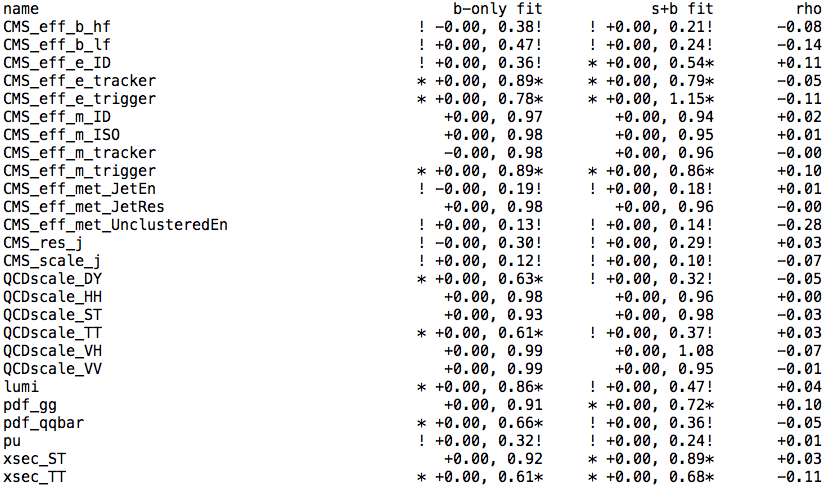 name b-only fit s+b fit rho
CMS_eff_b_hf ! -0.00, 0.38! ! +0.00, 0.21! -0.08
CMS_eff_b_lf ! +0.00, 0.47! ! +0.00, 0.24! -0.14
CMS_eff_e_ID ! +0.00, 0.36! * +0.00, 0.54* +0.11
CMS_eff_e_tracker * +0.00, 0.89* * +0.00, 0.79* -0.05
CMS_eff_e_trigger * +0.00, 0.78* * +0.00, 1.15* -0.11
CMS_eff_m_ID +0.00, 0.97 +0.00, 0.94 +0.02
CMS_eff_m_ISO +0.00, 0.98 +0.00, 0.95 +0.01
CMS_eff_m_tracker -0.00, 0.98 +0.00, 0.96 -0.00
CMS_eff_m_trigger * +0.00, 0.89* * +0.00, 0.86* +0.10
CMS_eff_met_JetEn ! -0.00, 0.19! ! +0.00, 0.18! +0.01
CMS_eff_met_JetRes +0.00, 0.98 +0.00, 0.96 -0.00
CMS_eff_met_UnclusteredEn ! +0.00, 0.13! ! +0.00, 0.14! -0.28
CMS_res_j ! -0.00, 0.30! ! +0.00, 0.29! +0.03
CMS_scale_j ! +0.00, 0.12! ! +0.00, 0.10! -0.07
QCDscale_DY * +0.00, 0.63* ! +0.00, 0.32! -0.05
QCDscale_HH +0.00, 0.98 +0.00, 0.96 +0.00
QCDscale_ST +0.00, 0.93 +0.00, 0.98 -0.03
QCDscale_TT * +0.00, 0.61* ! +0.00, 0.37! +0.03
QCDscale_VH +0.00, 0.99 +0.00, 1.08 -0.07
QCDscale_VV +0.00, 0.99 +0.00, 0.95 -0.01
lumi * +0.00, 0.86* ! +0.00, 0.47! +0.04
pdf_gg +0.00, 0.91 * +0.00, 0.72* +0.10
pdf_qqbar * +0.00, 0.66* ! +0.00, 0.36! -0.05
pu ! +0.00, 0.32! ! +0.00, 0.24! +0.01
xsec_ST +0.00, 0.92 * +0.00, 0.89* +0.03
xsec_TT * +0.00, 0.61* * +0.00, 0.68* -0.11